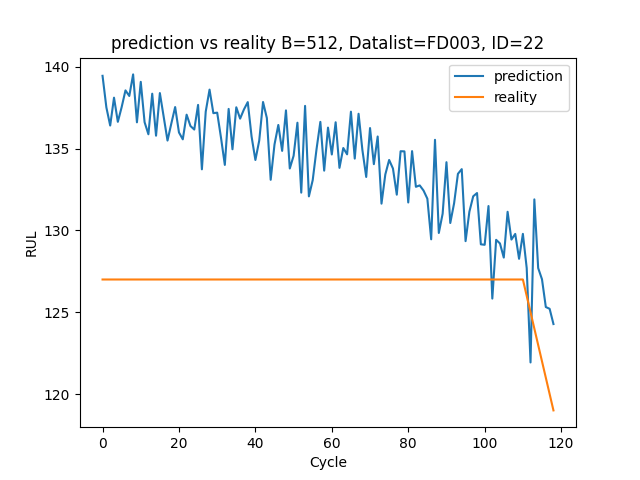 prediction vs reality B=512, Datalist=FD003, ID=22
prediction
reality
140
135
130
125
120
RUL
0 20 40 60 80 100 120
Cycle